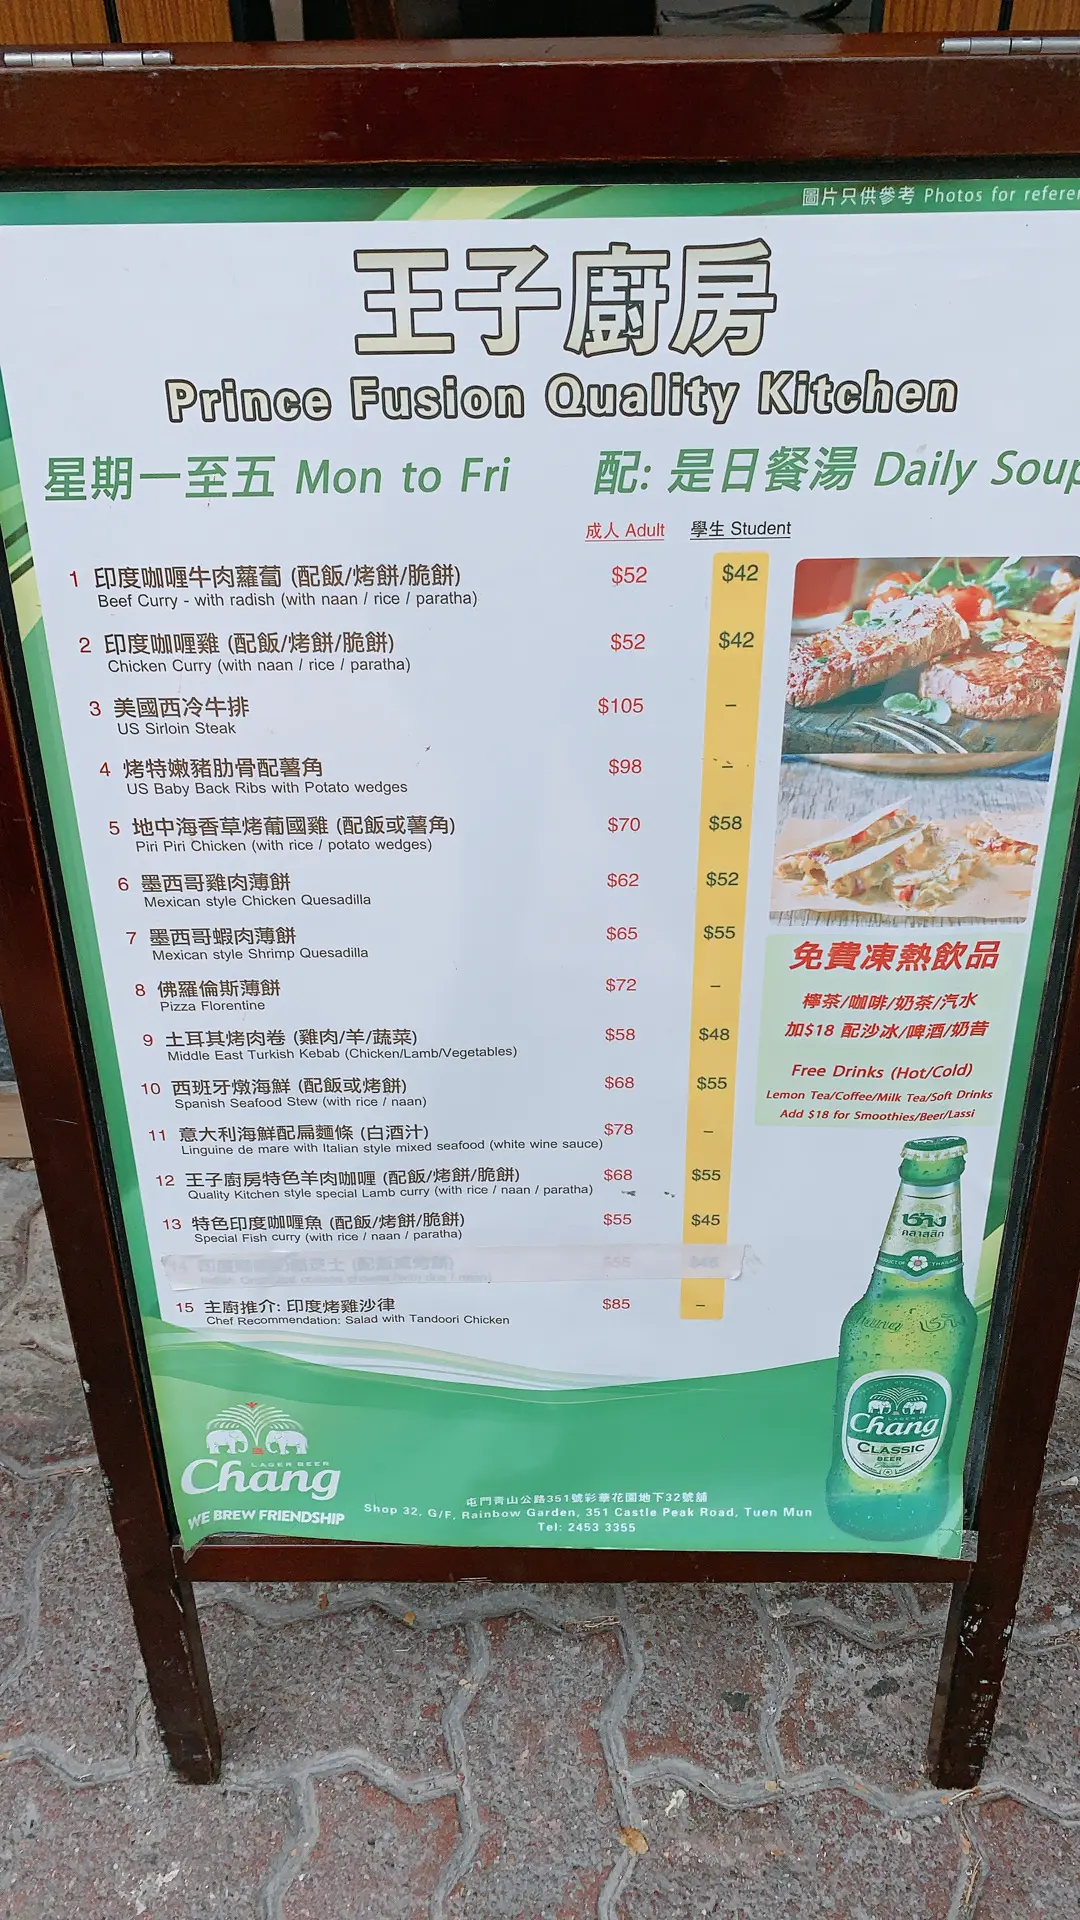 圖片只供參考 Photos for refere
王子廚房
Prince Fusion Quality Kitchen
星期一至五 Mon to Fri 配: 是日餐湯 Daily Soup
成人 Adult 學生 Student
1 印度咖喱牛肉蘿蔔 (配飯/烤餅/脆餅) $52 $42
Beef Curry - with radish (with naan / rice / paratha)
2 印度咖喱雞 (配飯/烤餅/脆餅) $52 $42
Chicken Curry (with naan / rice / paratha)
3 美國西冷牛排 $105 –
US Sirloin Steak
4 烤特嫩豬肋骨配薯角 $98 –
US Baby Back Ribs with Potato wedges
5 地中海香草烤葡國雞 (配飯或薯角) $70 $58
Piri Piri Chicken (with rice / potato wedges)
6 墨西哥雞肉薄餅 $62 $52
Mexican style Chicken Quesadilla
7 墨西哥蝦肉薄餅 $65 $55
Mexican style Shrimp Quesadilla
8 佛羅倫斯薄餅 $72 –
Pizza Florentine
9 土耳其烤肉卷 (雞肉/羊/蔬菜) $58 $48
Middle East Turkish Kebab (Chicken/Lamb/Vegetables)
10 西班牙燉海鮮 (配飯或烤餅) $68 $55
Spanish Seafood Stew (with rice / naan)
11 意大利海鮮配扁麵條 (白酒汁) $78 –
Linguine de mare with Italian style mixed seafood (white wine sauce)
12 王子廚房特色羊肉咖喱 (配飯/烤餅/脆餅) $68 $55
Quality Kitchen style special Lamb curry (with rice / naan / paratha)
13 特色印度咖喱魚 (配飯/烤餅/脆餅) $55 $45
Special Fish curry (with rice / naan / paratha)
14
15 主廚推介: 印度烤雞沙律 $85 –
Chef Recommendation: Salad with Tandoori Chicken
免費凍熱飲品
檸茶/咖啡/奶茶/汽水
加$18 配沙冰/啤酒/奶昔
Free Drinks (Hot/Cold)
Lemon Tea/Coffee/Milk Tea/Soft Drinks
Add $18 for Smoothies/Beer/Lassi
ช้าง
คลาสสิก
Chang
CLASSIC
BEER
LAGER BEER
Chang
WE BREW FRIENDSHIP
屯門青山公路351號彩華花園地下32號舖
Shop 32, G/F, Rainbow Garden, 351 Castle Peak Road, Tuen Mun
Tel: 2453 3355